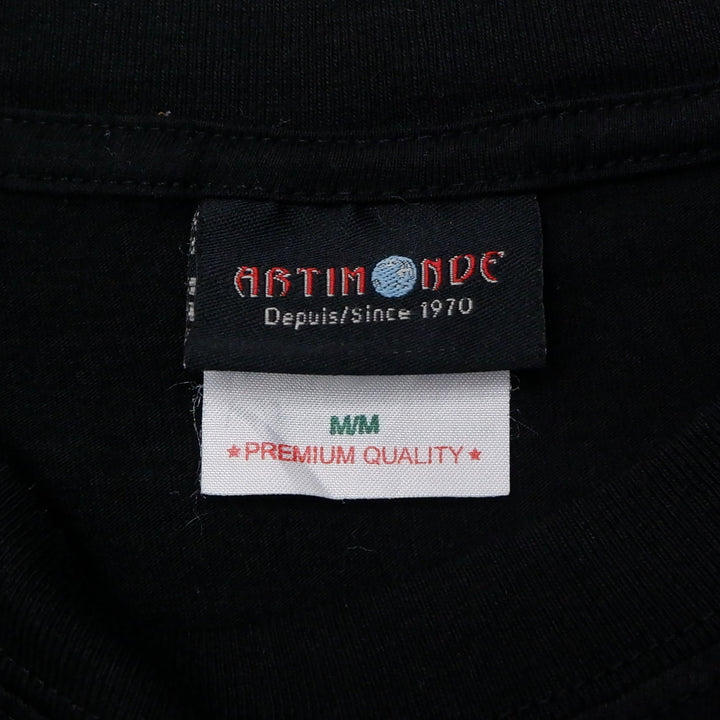 ARTIMONDE
Depuis/Since 1970
M/M
★PREMIUM QUALITY★